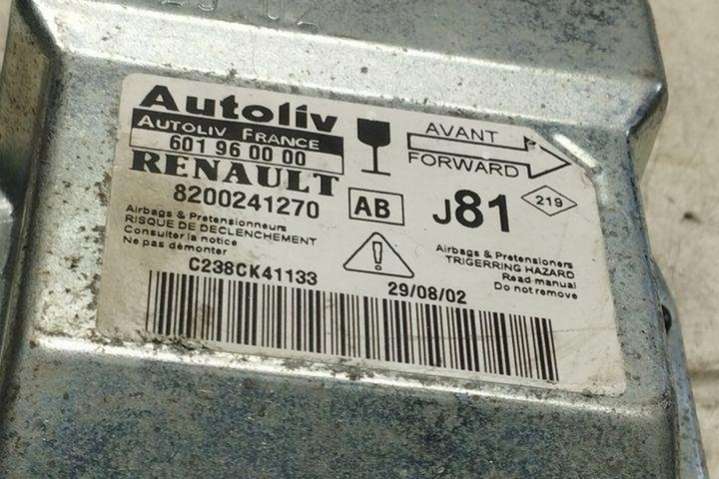 Autoliv
AUTOLIV FRANCE
601 96 00 00
RENAULT
8200241270
AB
AVANT
FORWARD
J81
219
Airbags & Pretensionneurs
RISQUE DE DECLENCHEMENT
Consulter la notice
Ne pas démonter
Airbags & Pretensioners
TRIGERRING HAZARD
Read manual
Do not remove
C238CK41133
29/08/02